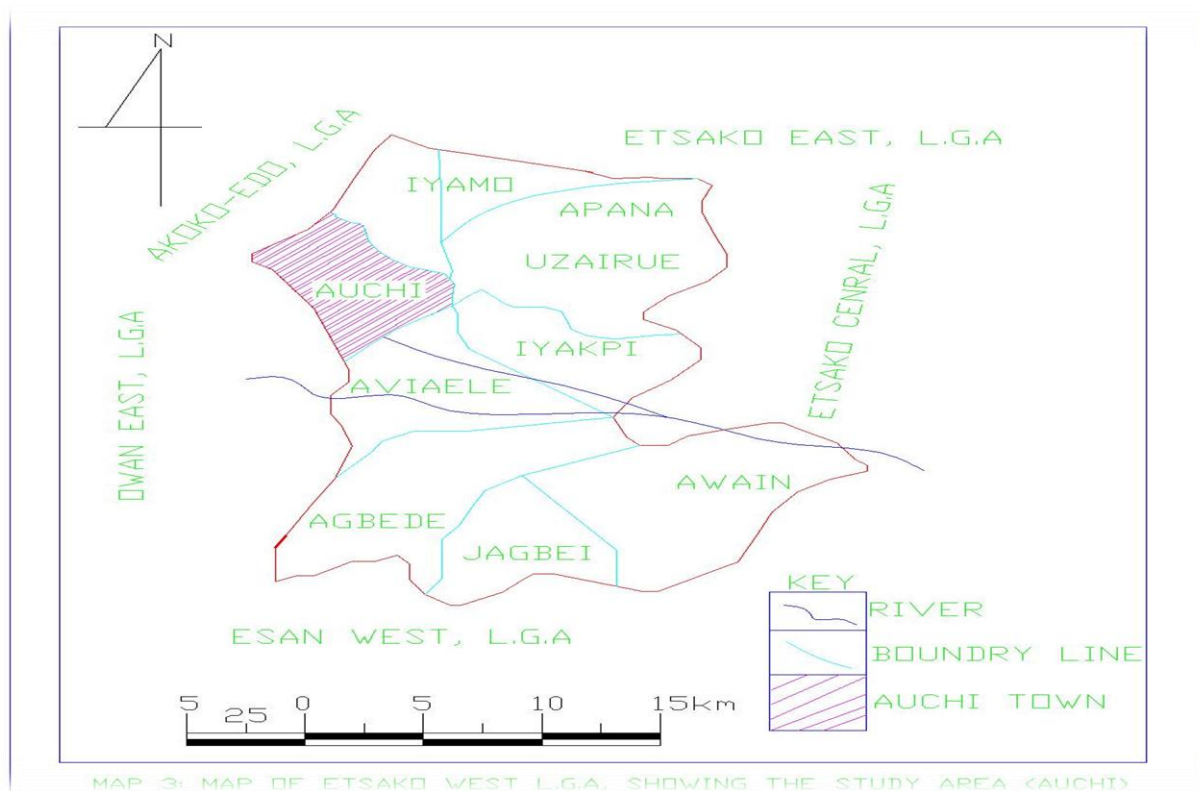 N
AKOKO-EDO, L.G.A
ETSAKO EAST, L.G.A
IYAMO
APANA
UZAIRUE
ETSAKO CENRAL, L.G.A
AUCHI
OWAN EAST, L.G.A
IYAKPI
AVIAELE
AWAIN
AGBEDE
JAGBEI
KEY
RIVER
BOUNDRY LINE
AUCHI TOWN
ESAN WEST, L.G.A
5 25 0 5 10 15km
MAP 3: MAP OF ETSAKO WEST L.G.A. SHOWING THE STUDY AREA (AUCHI)